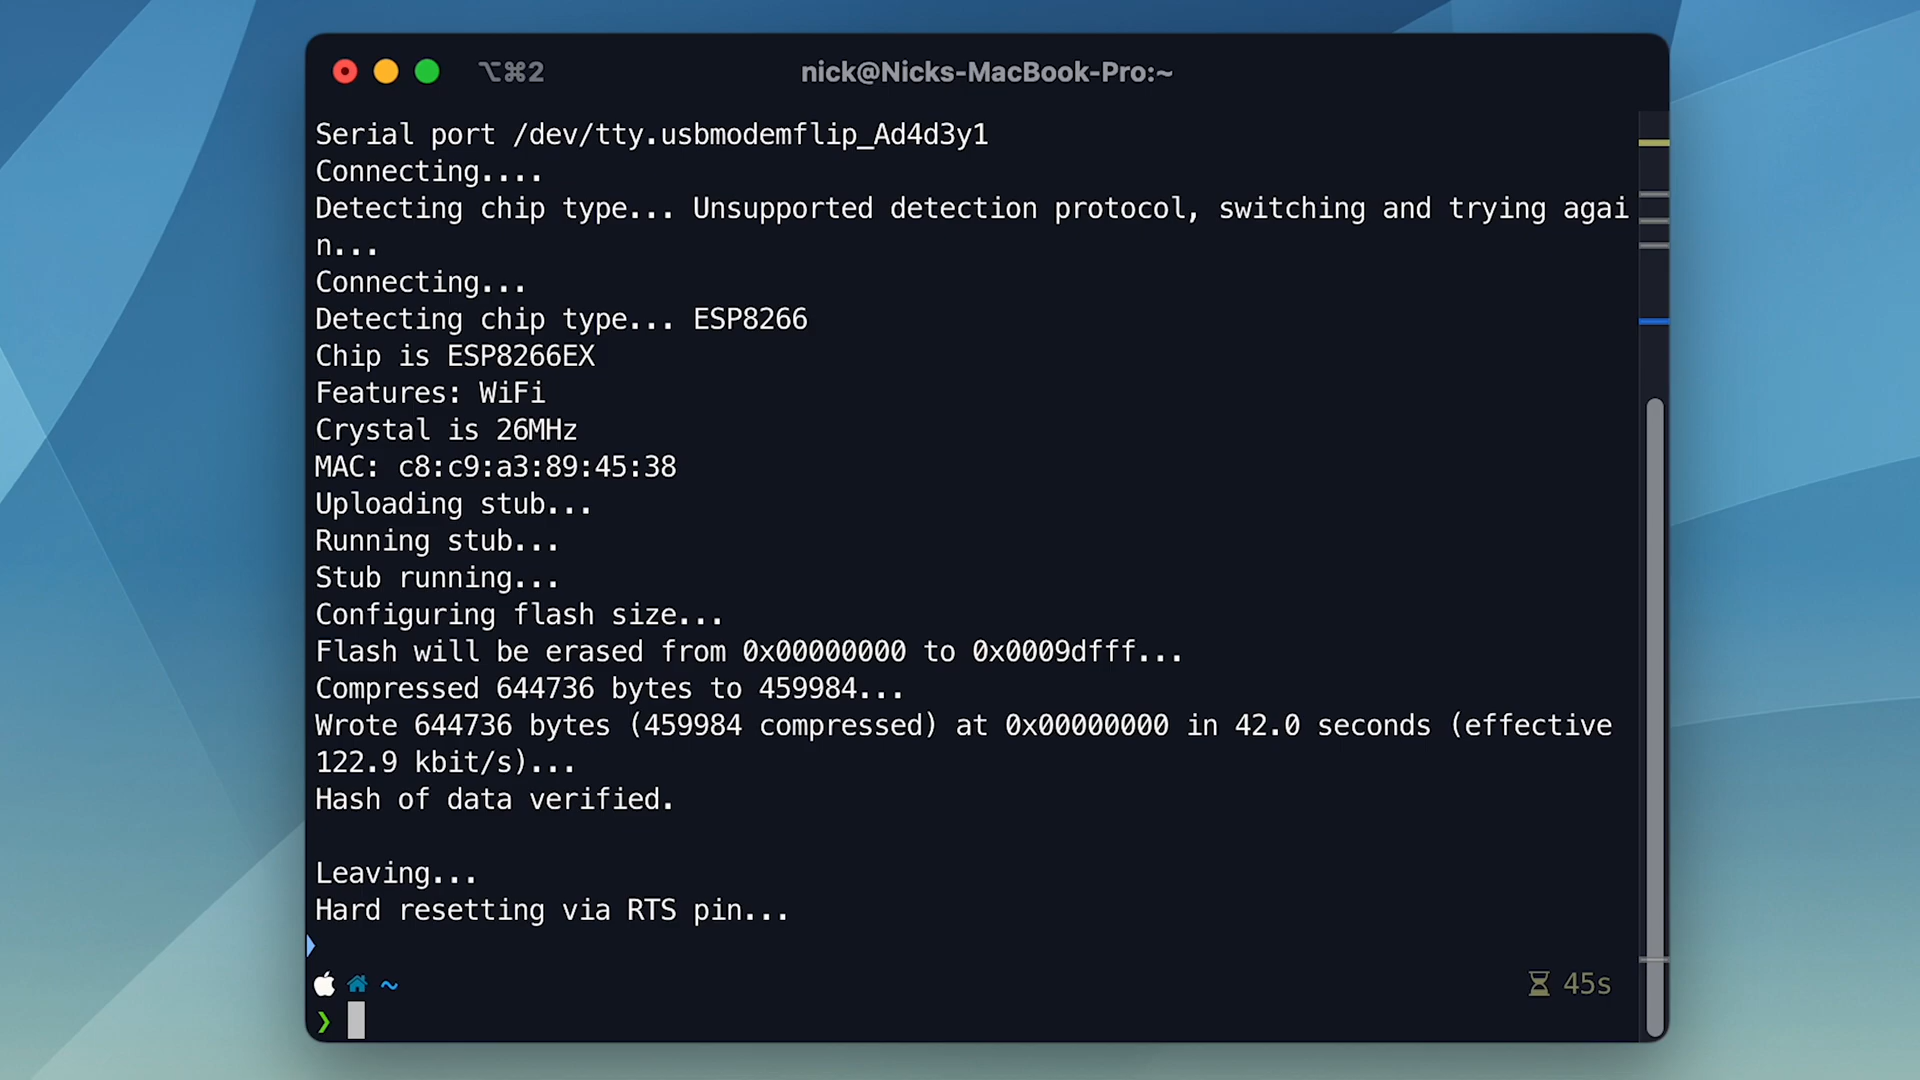 ⌥⌘2
nick@Nicks-MacBook-Pro:~
Serial port /dev/tty.usbmodemflip_Ad4d3y1
Connecting....
Detecting chip type... Unsupported detection protocol, switching and trying agai
n...
Connecting...
Detecting chip type... ESP8266
Chip is ESP8266EX
Features: WiFi
Crystal is 26MHz
MAC: c8:c9:a3:89:45:38
Uploading stub...
Running stub...
Stub running...
Configuring flash size...
Flash will be erased from 0x00000000 to 0x0009dfff...
Compressed 644736 bytes to 459984...
Wrote 644736 bytes (459984 compressed) at 0x00000000 in 42.0 seconds (effective
122.9 kbit/s)...
Hash of data verified.
Leaving...
Hard resetting via RTS pin...
~ 45s
❯